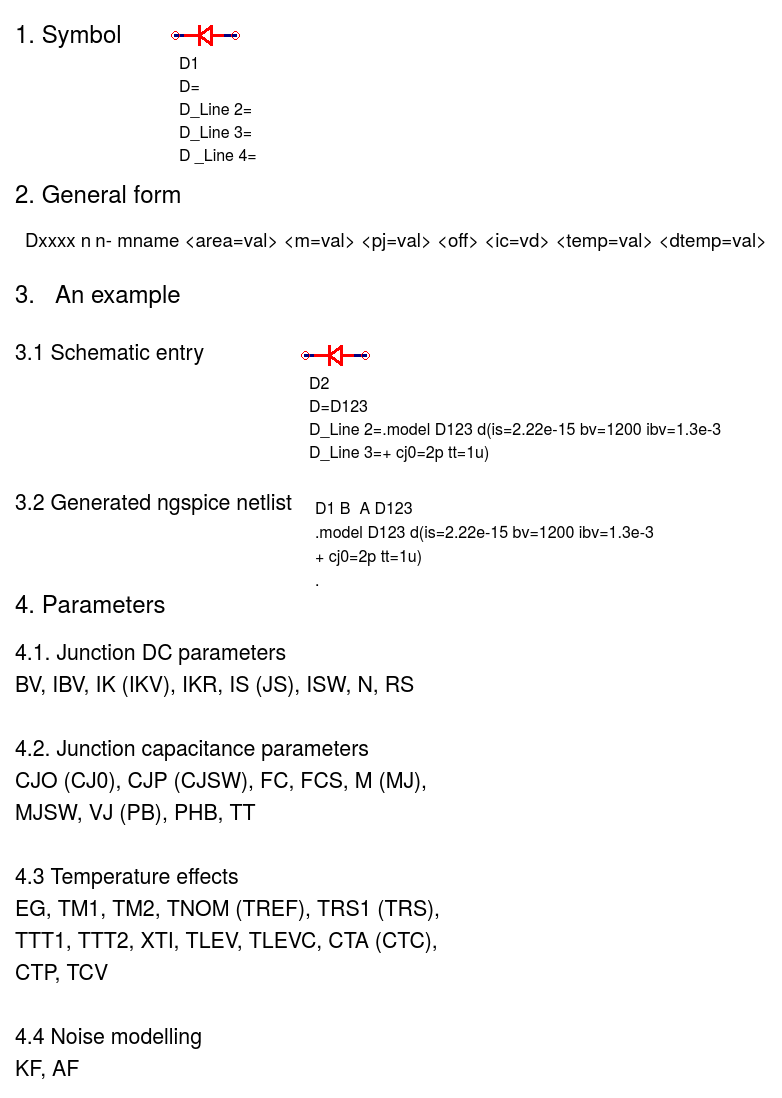 1. Symbol
D1
D=
D_Line 2=
D_Line 3=
D _Line 4=
2. General form
Dxxxx n n- mname <area=val> <m=val> <pj=val> <off> <ic=vd> <temp=val> <dtemp=val>
3. An example
3.1 Schematic entry
D2
D=D123
D_Line 2=.model D123 d(is=2.22e-15 bv=1200 ibv=1.3e-3
D_Line 3=+ cj0=2p tt=1u)
3.2 Generated ngspice netlist
D1 B A D123
.model D123 d(is=2.22e-15 bv=1200 ibv=1.3e-3
+ cj0=2p tt=1u)
.
4. Parameters
4.1. Junction DC parameters
BV, IBV, IK (IKV), IKR, IS (JS), ISW, N, RS
4.2. Junction capacitance parameters
CJO (CJ0), CJP (CJSW), FC, FCS, M (MJ),
MJSW, VJ (PB), PHB, TT
4.3 Temperature effects
EG, TM1, TM2, TNOM (TREF), TRS1 (TRS),
TTT1, TTT2, XTI, TLEV, TLEVC, CTA (CTC),
CTP, TCV
4.4 Noise modelling
KF, AF